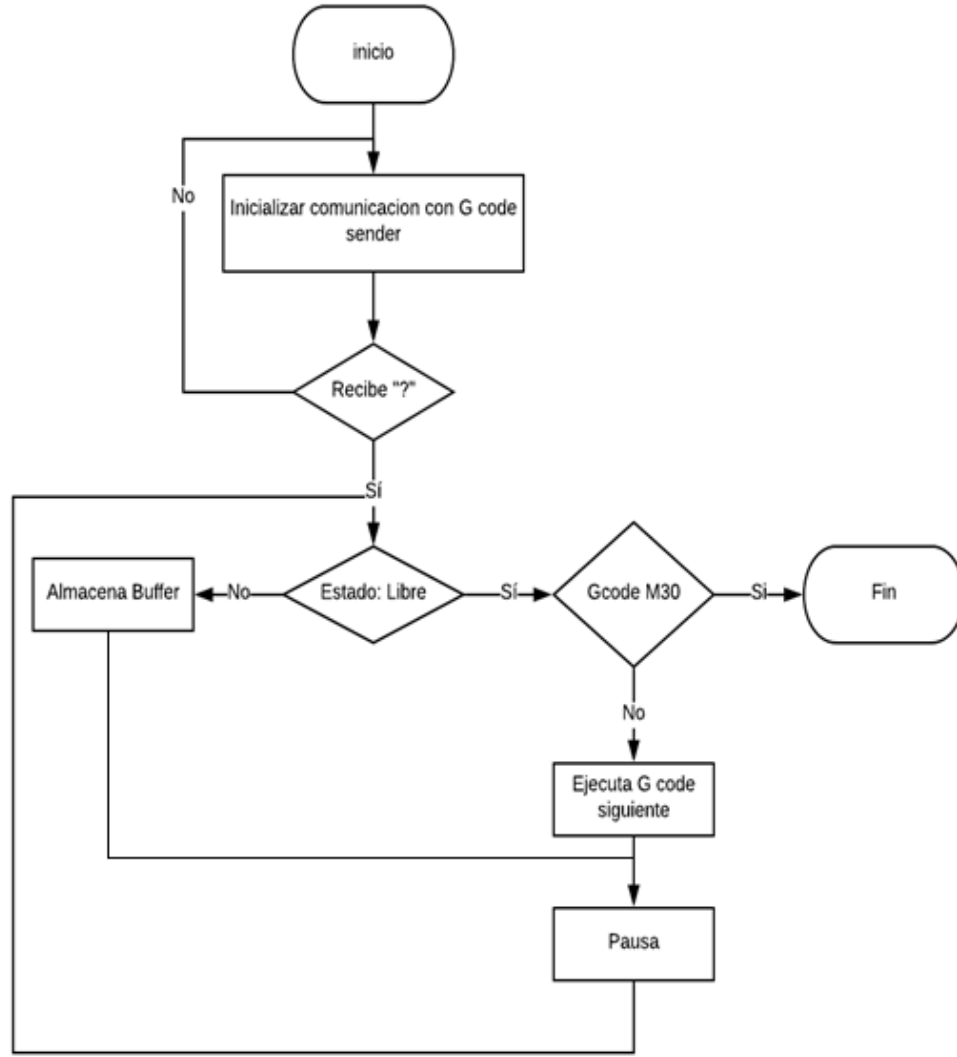 inicio
No
Inicializar comunicacion con G code
sender
Recibe "?"
Sí
Almacena Buffer
No
Estado: Libre
Sí
Gcode M30
Si
Fin
No
Ejecuta G code
siguiente
Pausa